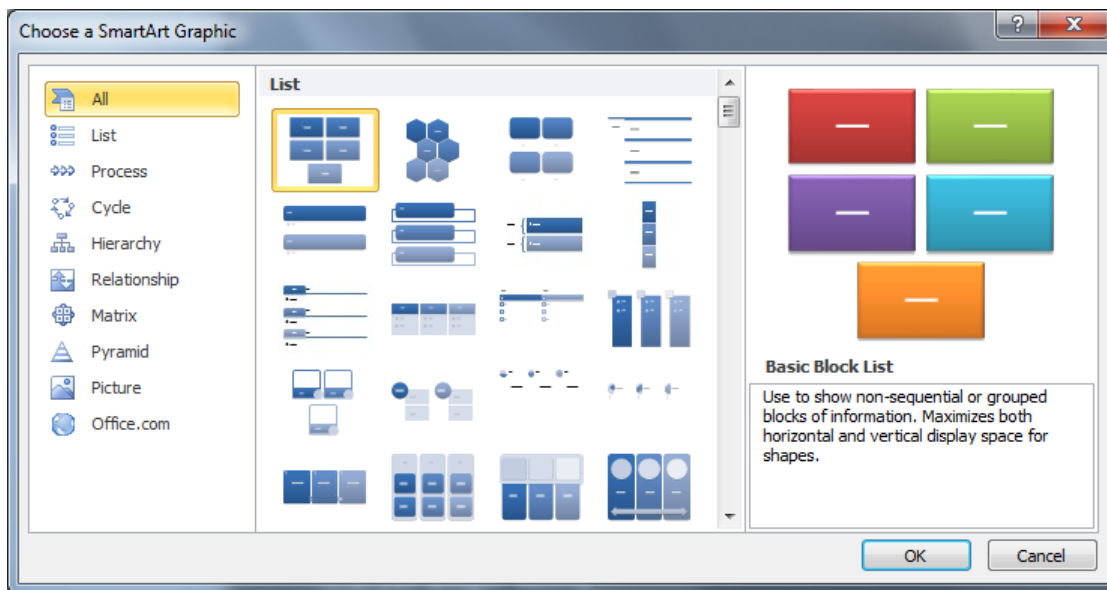 Choose a SmartArt Graphic
All
List
Process
Cycle
Hierarchy
Relationship
Matrix
Pyramid
Picture
Office.com
List
Basic Block List
Use to show non-sequential or grouped
blocks of information. Maximizes both
horizontal and vertical display space for
shapes.
OK
Cancel